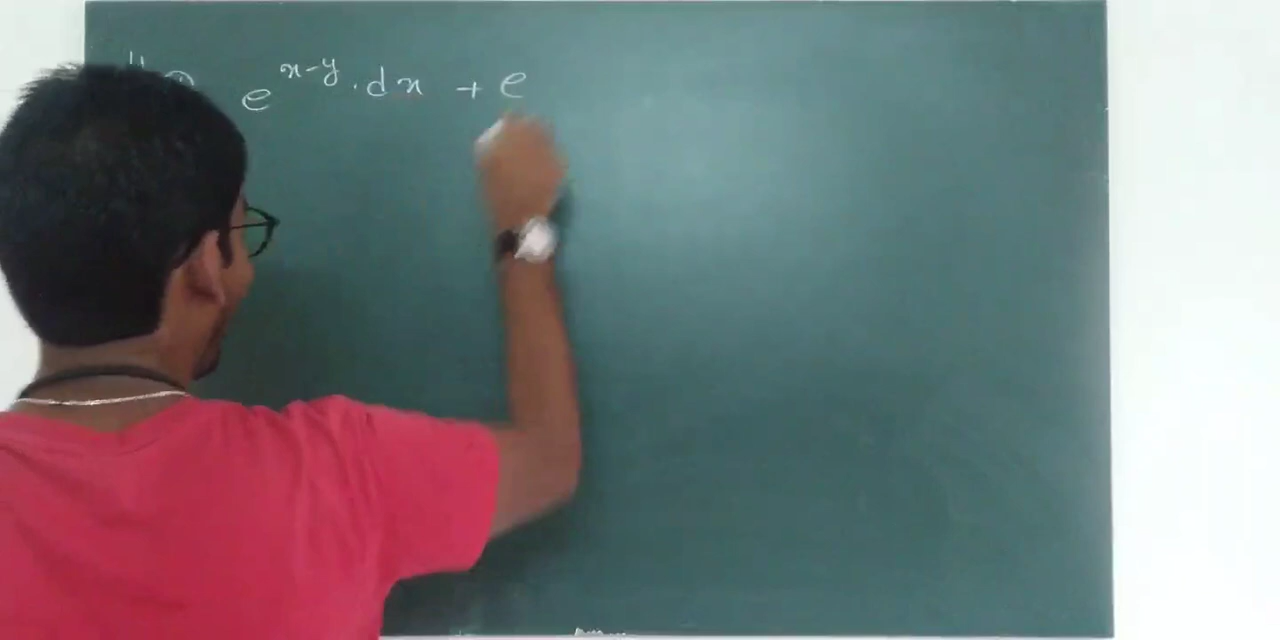 e^{x-y} . dx + e